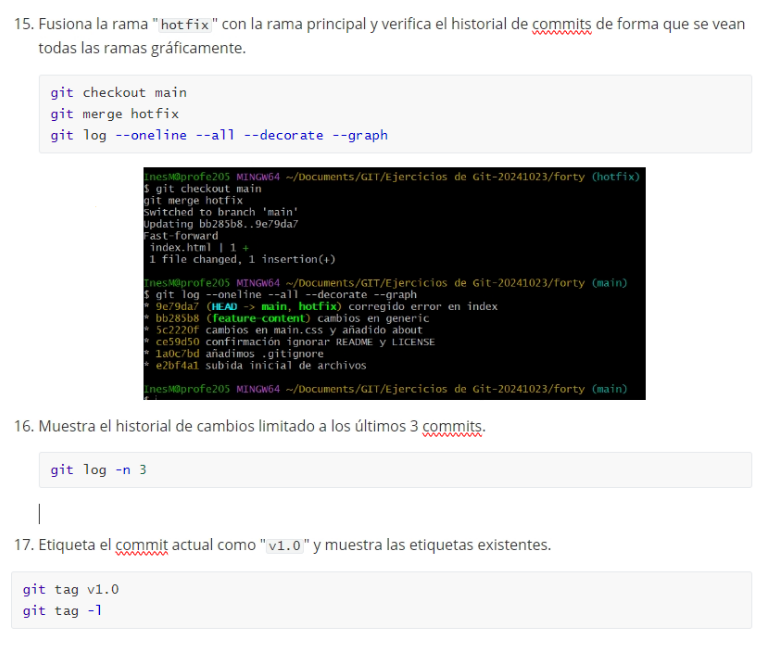 15. Fusiona la rama "hotfix" con la rama principal y verifica el historial de commits de forma que se vean
todas las ramas gráficamente.
git checkout main
git merge hotfix
git log --oneline --all --decorate --graph
InesM@profe205 MINGW64 ~/Documents/GIT/Ejercicios de Git-20241023/forty (hotfix)
$ git checkout main
git merge hotfix
Switched to branch 'main'
Updating bb285b8..9e79da7
Fast-forward
index.html | 1 +
1 file changed, 1 insertion(+)
InesM@profe205 MINGW64 ~/Documents/GIT/Ejercicios de Git-20241023/forty (main)
$ git log --oneline --all --decorate --graph
* 9e79da7 (HEAD -> main, hotfix) corregido error en index
* bb285b8 (feature-content) cambios en generic
* 5c2220f cambios en main.css y añadido about
* ce59d50 confirmación ignorar README y LICENSE
* 1a0c7bd añadimos .gitignore
* e2bf4a1 subida inicial de archivos
InesM@profe205 MINGW64 ~/Documents/GIT/Ejercicios de Git-20241023/forty (main)
16. Muestra el historial de cambios limitado a los últimos 3 commits.
git log -n 3
17. Etiqueta el commit actual como "v1.0" y muestra las etiquetas existentes.
git tag v1.0
git tag -l